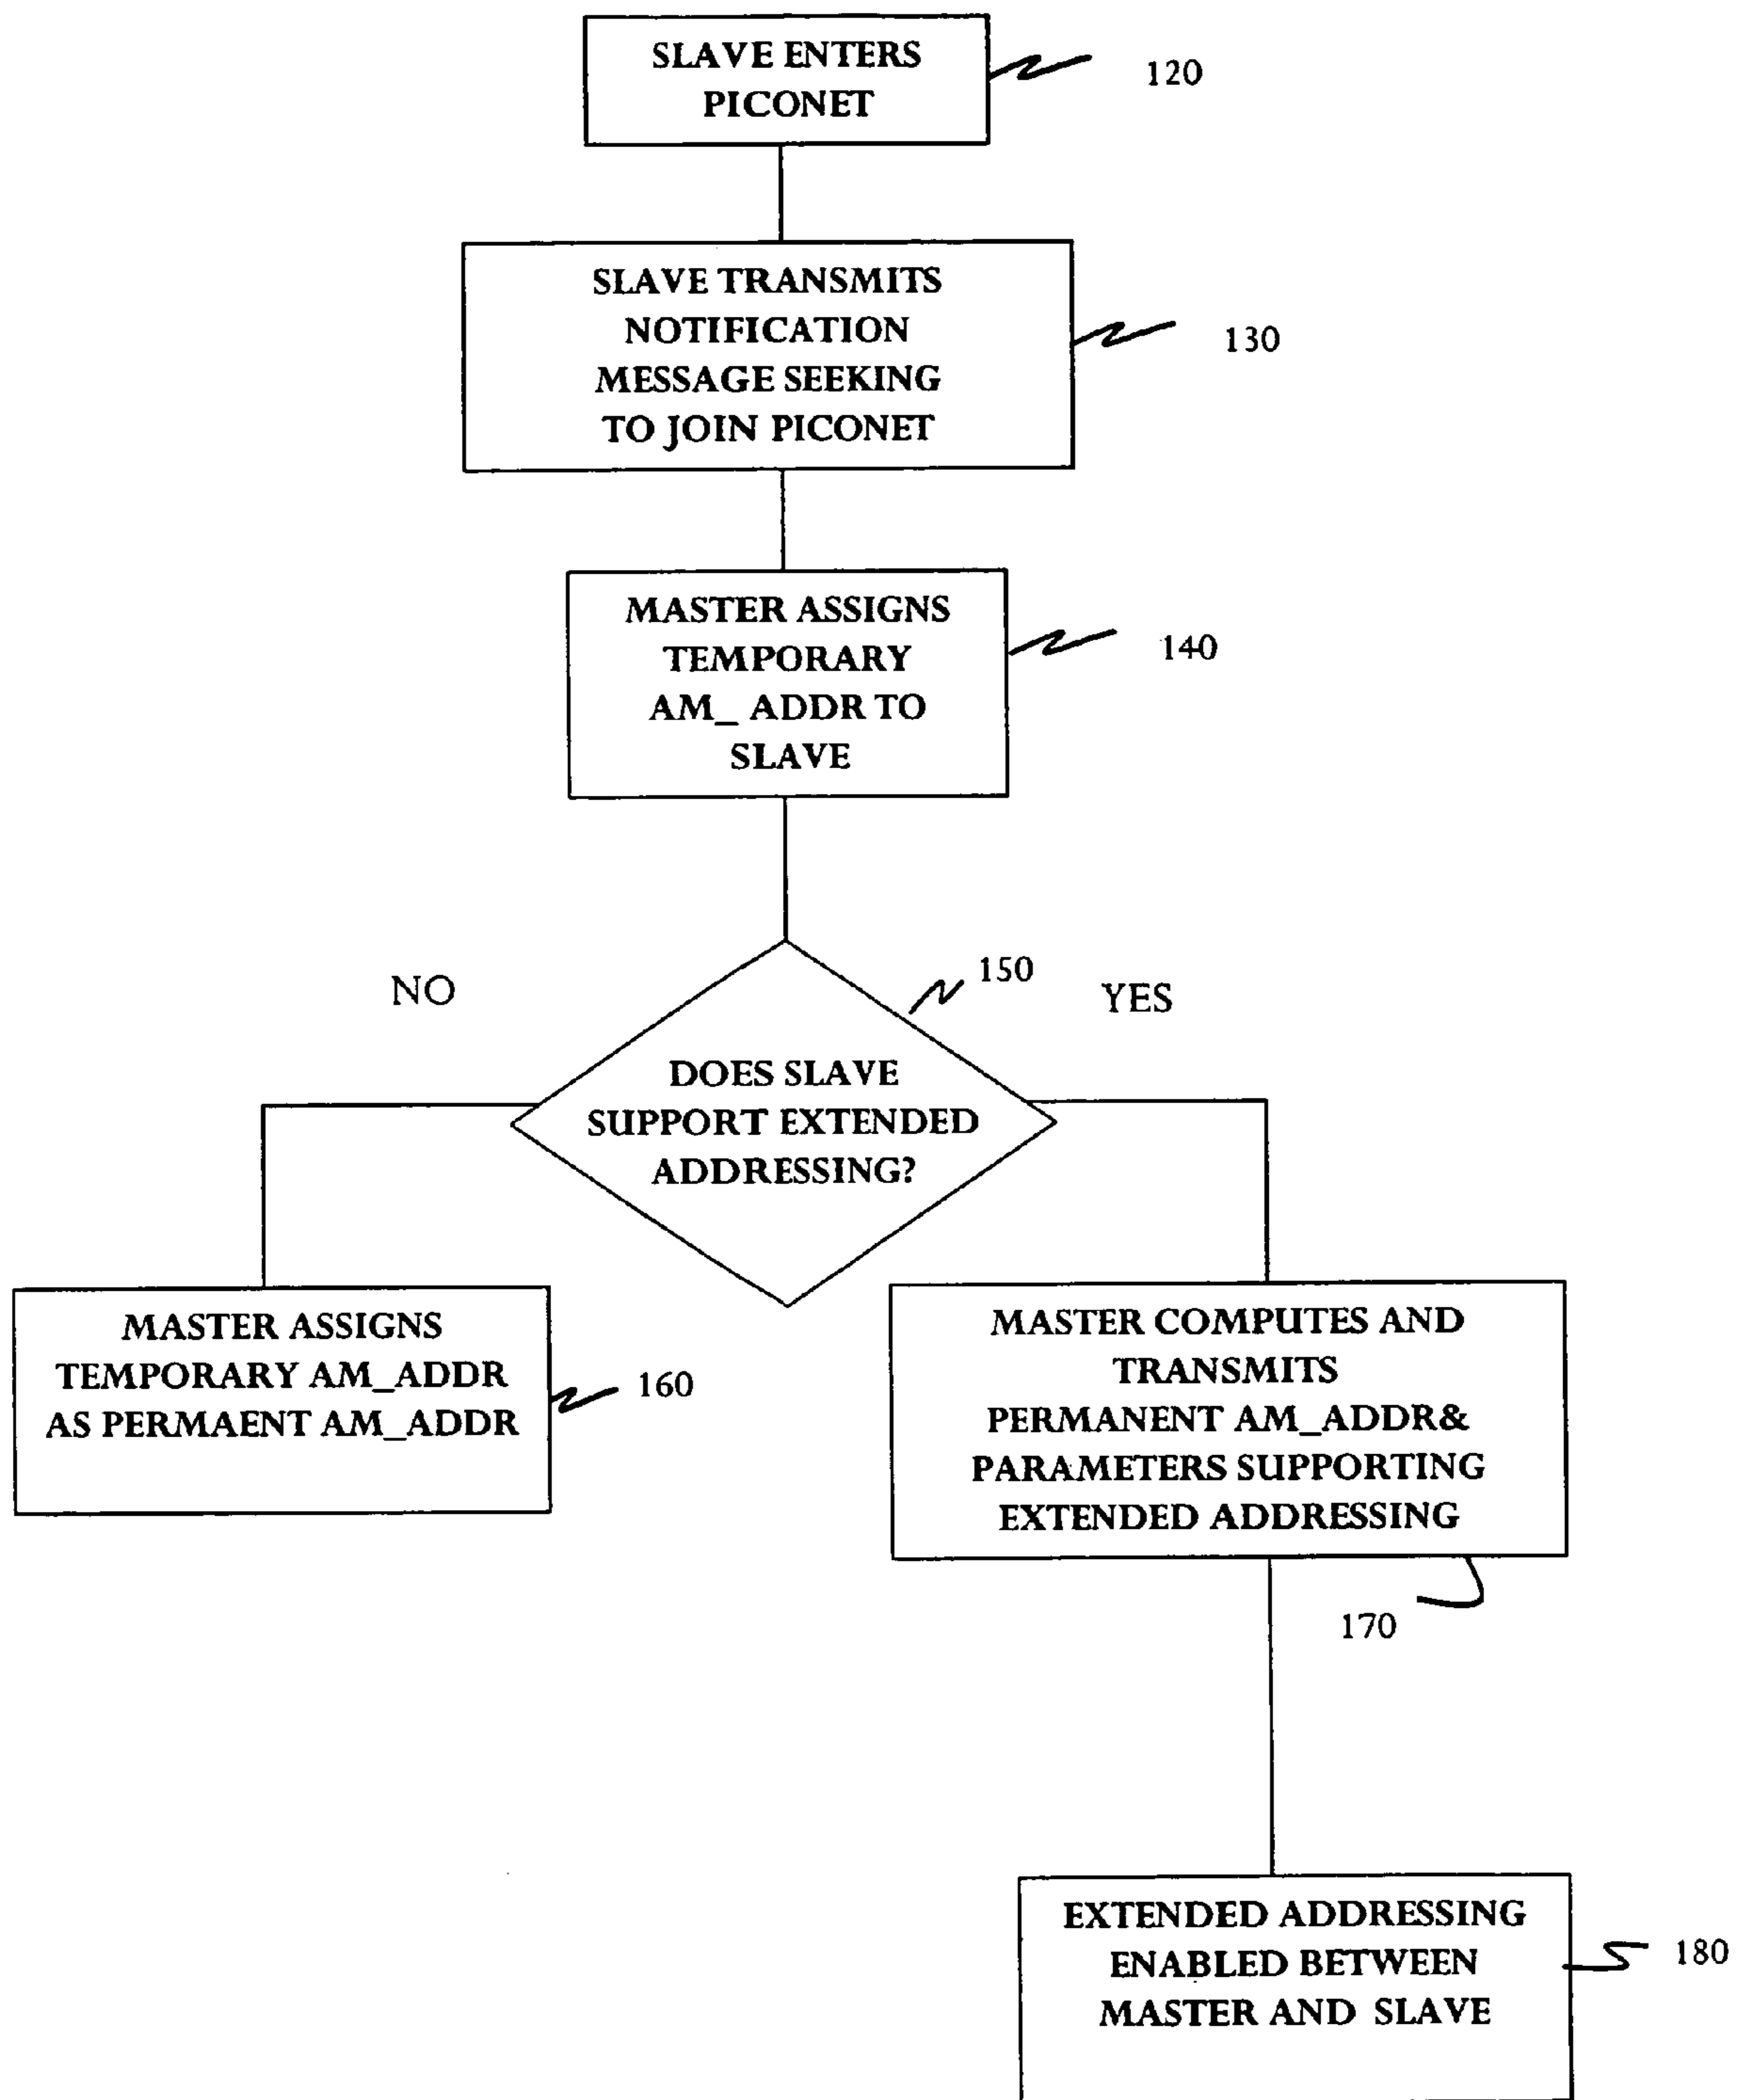 SLAVE ENTERS
PICONET
120
SLAVE TRANSMITS
NOTIFICATION
MESSAGE SEEKING
TO JOIN PICONET
130
MASTER ASSIGNS
TEMPORARY
AM_ ADDR TO
SLAVE
140
NO
150
YES
DOES SLAVE
SUPPORT EXTENDED
ADDRESSING?
MASTER ASSIGNS
TEMPORARY AM_ADDR
AS PERMAENT AM_ADDR
160
MASTER COMPUTES AND
TRANSMITS
PERMANENT AM_ADDR&
PARAMETERS SUPPORTING
EXTENDED ADDRESSING
170
EXTENDED ADDRESSING
ENABLED BETWEEN
MASTER AND SLAVE
180